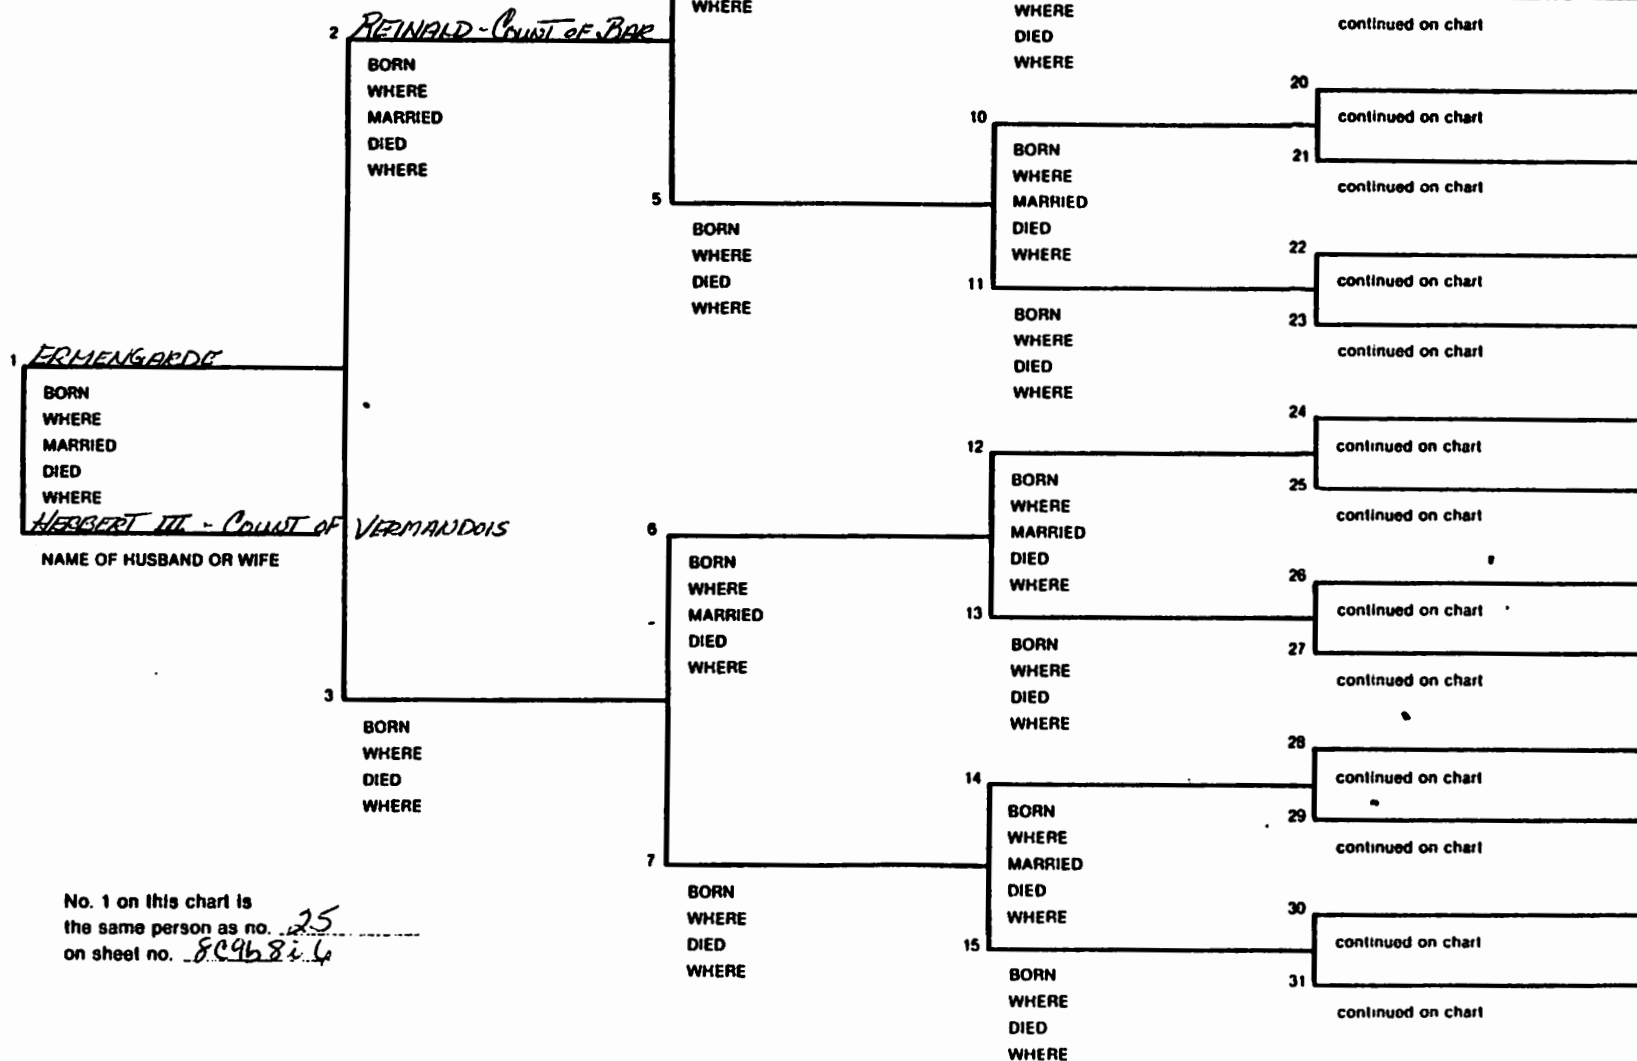 WHERE
WHERE
DIED
WHERE
continued on chart
2 REINALD - COUNT OF BAR
BORN
WHERE
MARRIED
DIED
WHERE
20
continued on chart
21
continued on chart
10
BORN
WHERE
MARRIED
DIED
WHERE
5
BORN
WHERE
DIED
WHERE
22
continued on chart
23
continued on chart
11
BORN
WHERE
DIED
WHERE
1 ERMENGARDE
BORN
WHERE
MARRIED
DIED
WHERE
HERBERT III. - COUNT OF VERMANDOIS
NAME OF HUSBAND OR WIFE
24
continued on chart
25
continued on chart
12
BORN
WHERE
MARRIED
DIED
WHERE
6
BORN
WHERE
MARRIED
DIED
WHERE
26
continued on chart
27
continued on chart
13
BORN
WHERE
DIED
WHERE
3
BORN
WHERE
DIED
WHERE
28
continued on chart
29
continued on chart
14
BORN
WHERE
MARRIED
DIED
WHERE
7
BORN
WHERE
DIED
WHERE
30
continued on chart
31
continued on chart
15
BORN
WHERE
DIED
WHERE
No. 1 on this chart is
the same person as no. 25
on sheet no. 8C9b8i6